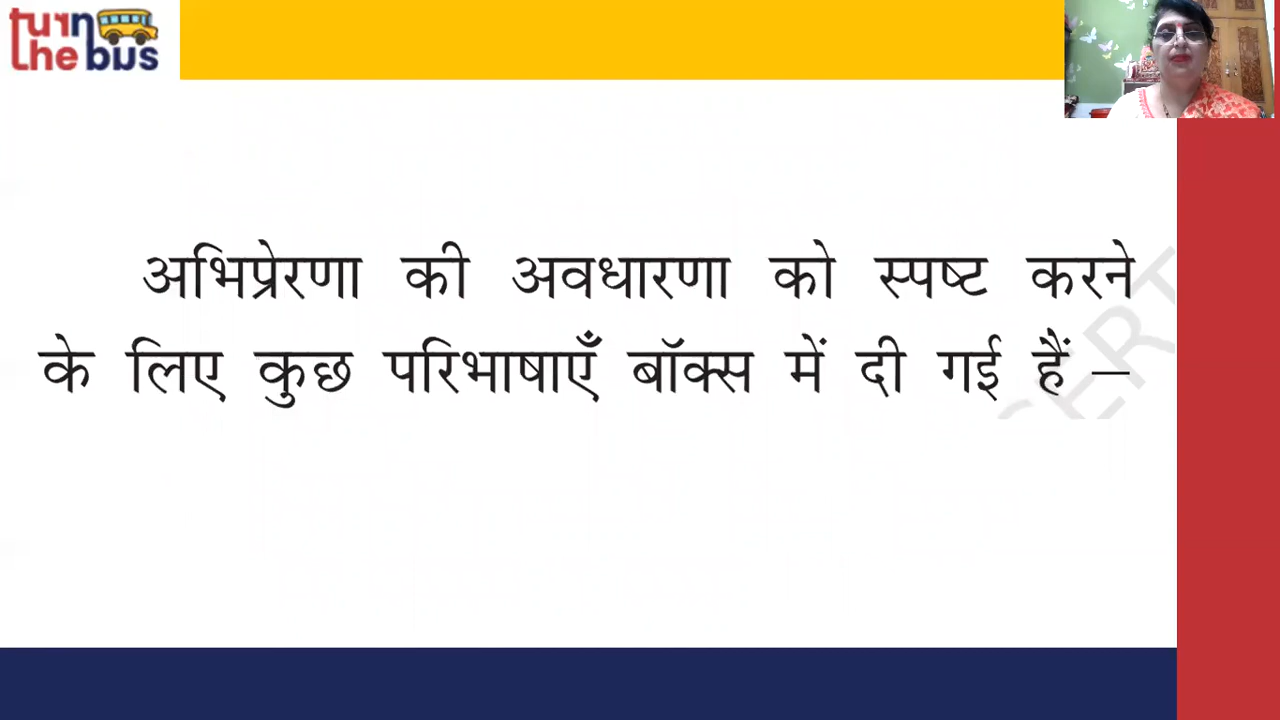 turn
the bus
अभिप्रेरणा की अवधारणा को स्पष्ट करने
के लिए कुछ परिभाषाएँ बॉक्स में दी गई हैं –